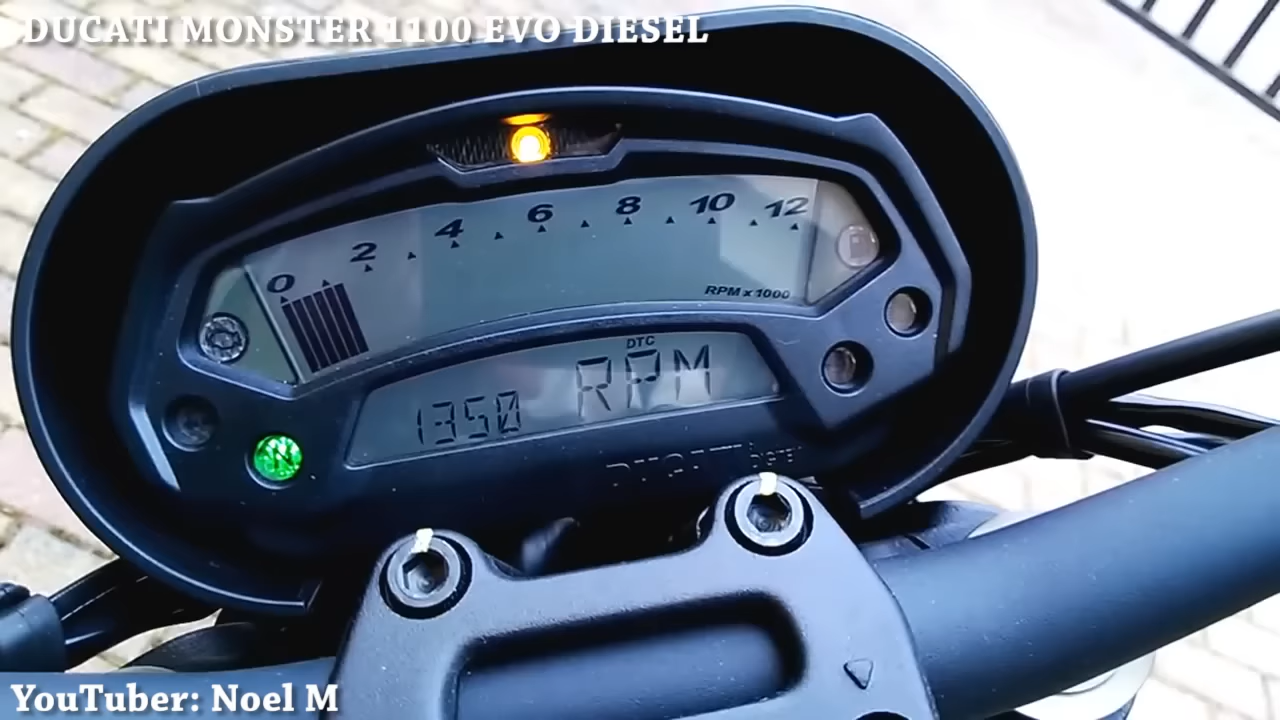 DUCATI MONSTER 1100 EVO DIESEL
0 2 4 6 8 10 12
RPM x 1000
DTC
1350 RPM
N
DUCATI
YouTuber: Noel M